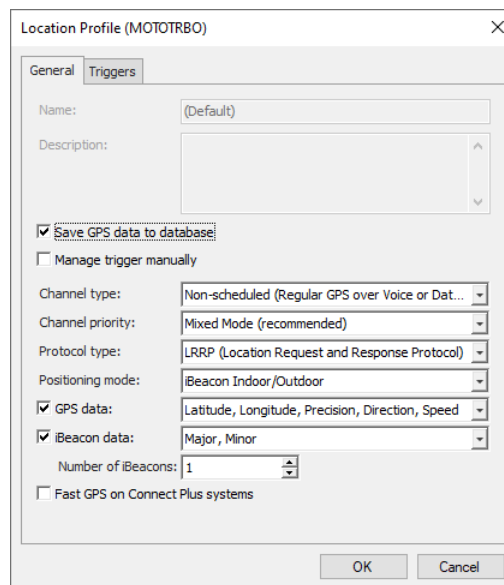 Location Profile (MOTOTRBO)
General Triggers
Name: (Default)
Description:
Save GPS data to database
Manage trigger manually
Channel type: Non-scheduled (Regular GPS over Voice or Dat...
Channel priority: Mixed Mode (recommended)
Protocol type: LRRP (Location Request and Response Protocol)
Positioning mode: iBeacon Indoor/Outdoor
GPS data: Latitude, Longitude, Precision, Direction, Speed
iBeacon data: Major, Minor
Number of iBeacons: 1
Fast GPS on Connect Plus systems
OK Cancel